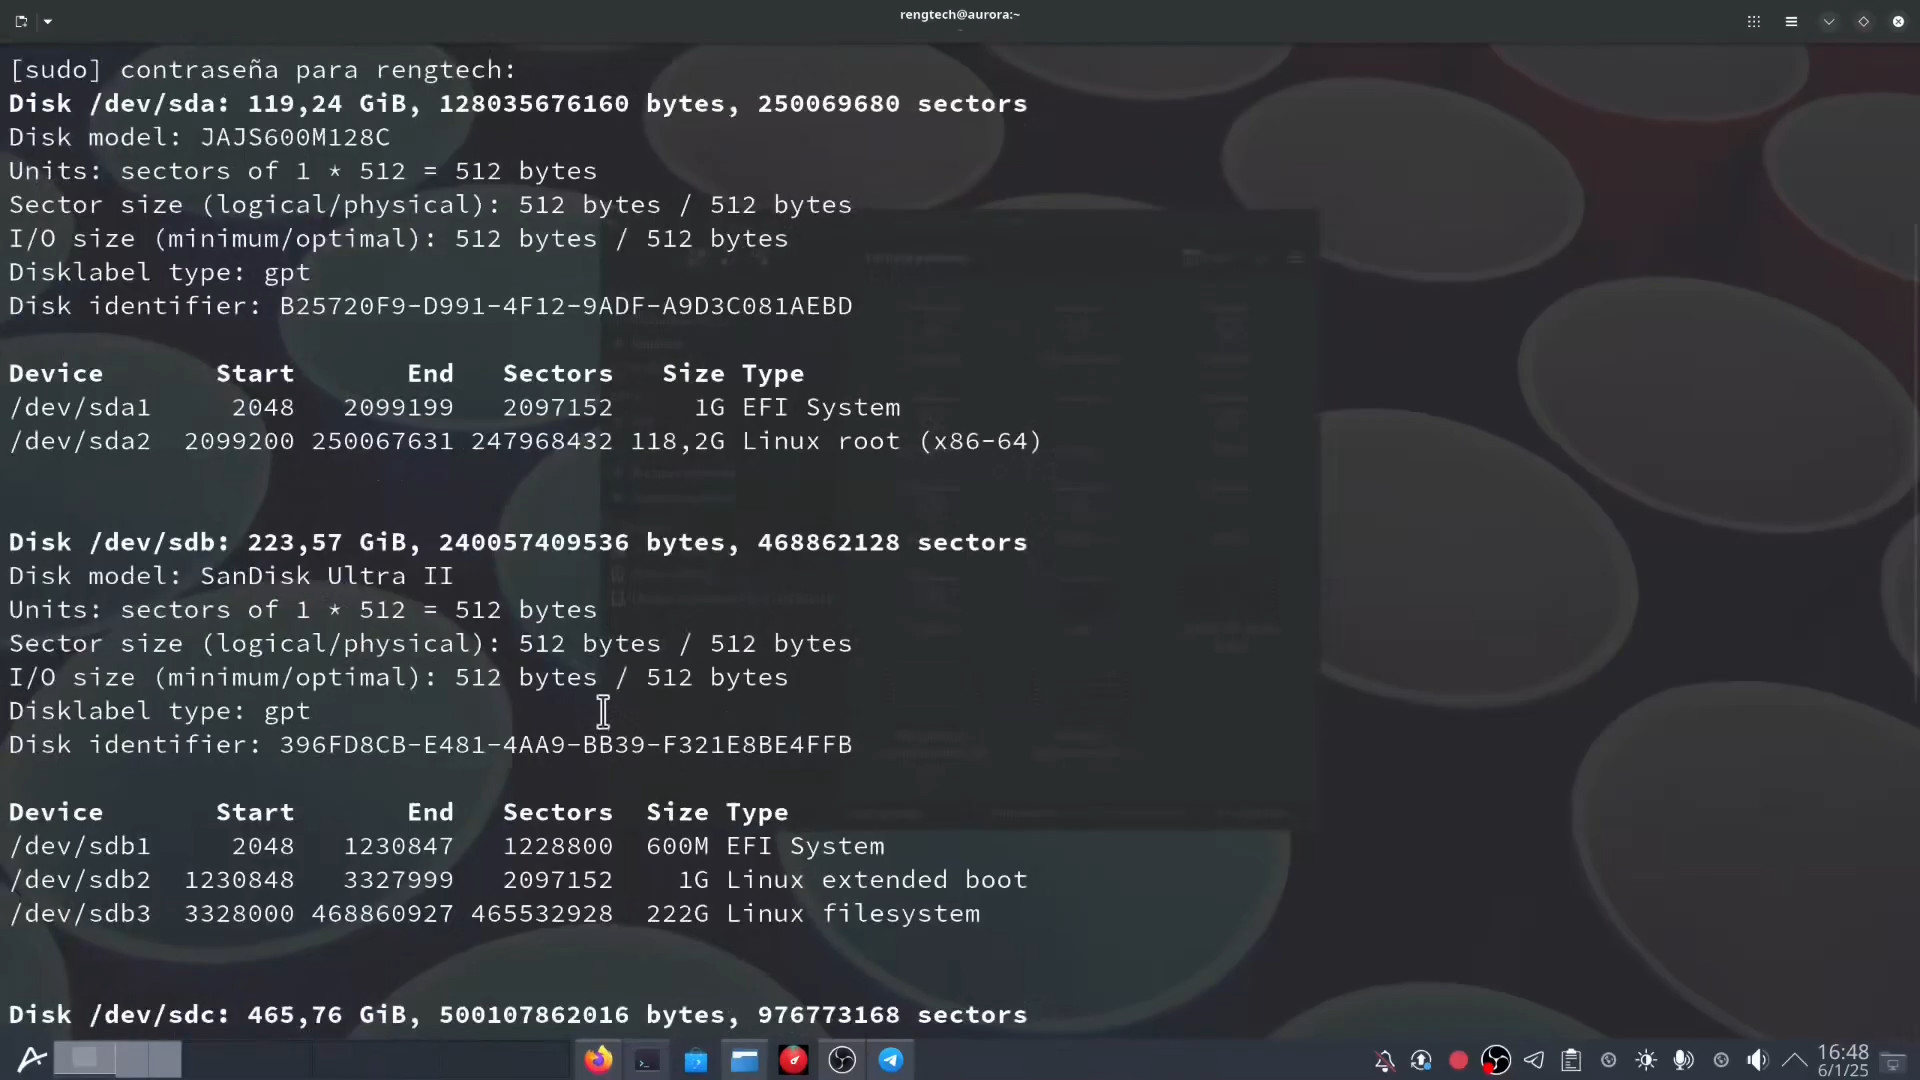 rengtech@aurora:~
[sudo] contraseña para rengtech:
Disk /dev/sda: 119,24 GiB, 128035676160 bytes, 250069680 sectors
Disk model: JAJS600M128C
Units: sectors of 1 * 512 = 512 bytes
Sector size (logical/physical): 512 bytes / 512 bytes
I/O size (minimum/optimal): 512 bytes / 512 bytes
Disklabel type: gpt
Disk identifier: B25720F9-D991-4F12-9ADF-A9D3C081AEBD
Device Start End Sectors Size Type
/dev/sda1 2048 2099199 2097152 1G EFI System
/dev/sda2 2099200 250067631 247968432 118,2G Linux root (x86-64)
Disk /dev/sdb: 223,57 GiB, 240057409536 bytes, 468862128 sectors
Disk model: SanDisk Ultra II
Units: sectors of 1 * 512 = 512 bytes
Sector size (logical/physical): 512 bytes / 512 bytes
I/O size (minimum/optimal): 512 bytes / 512 bytes
Disklabel type: gpt
Disk identifier: 396FD8CB-E481-4AA9-BB39-F321E8BE4FFB
Device Start End Sectors Size Type
/dev/sdb1 2048 1230847 1228800 600M EFI System
/dev/sdb2 1230848 3327999 2097152 1G Linux extended boot
/dev/sdb3 3328000 468860927 465532928 222G Linux filesystem
Disk /dev/sdc: 465,76 GiB, 500107862016 bytes, 976773168 sectors
16:48
6/1/25